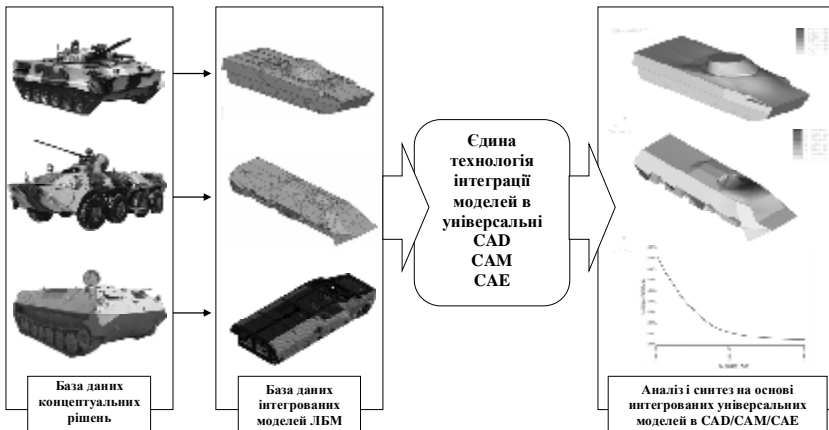 Єдина
технологія
інтеграції
моделей в
універсальні
CAD
CAM
CAE
База даних
концептуальних
рішень
База даних
інтегрованих
моделей ЛБМ
Аналіз і синтез на основі
интегрованих універсальних
моделей в CAD/CAM/CAE